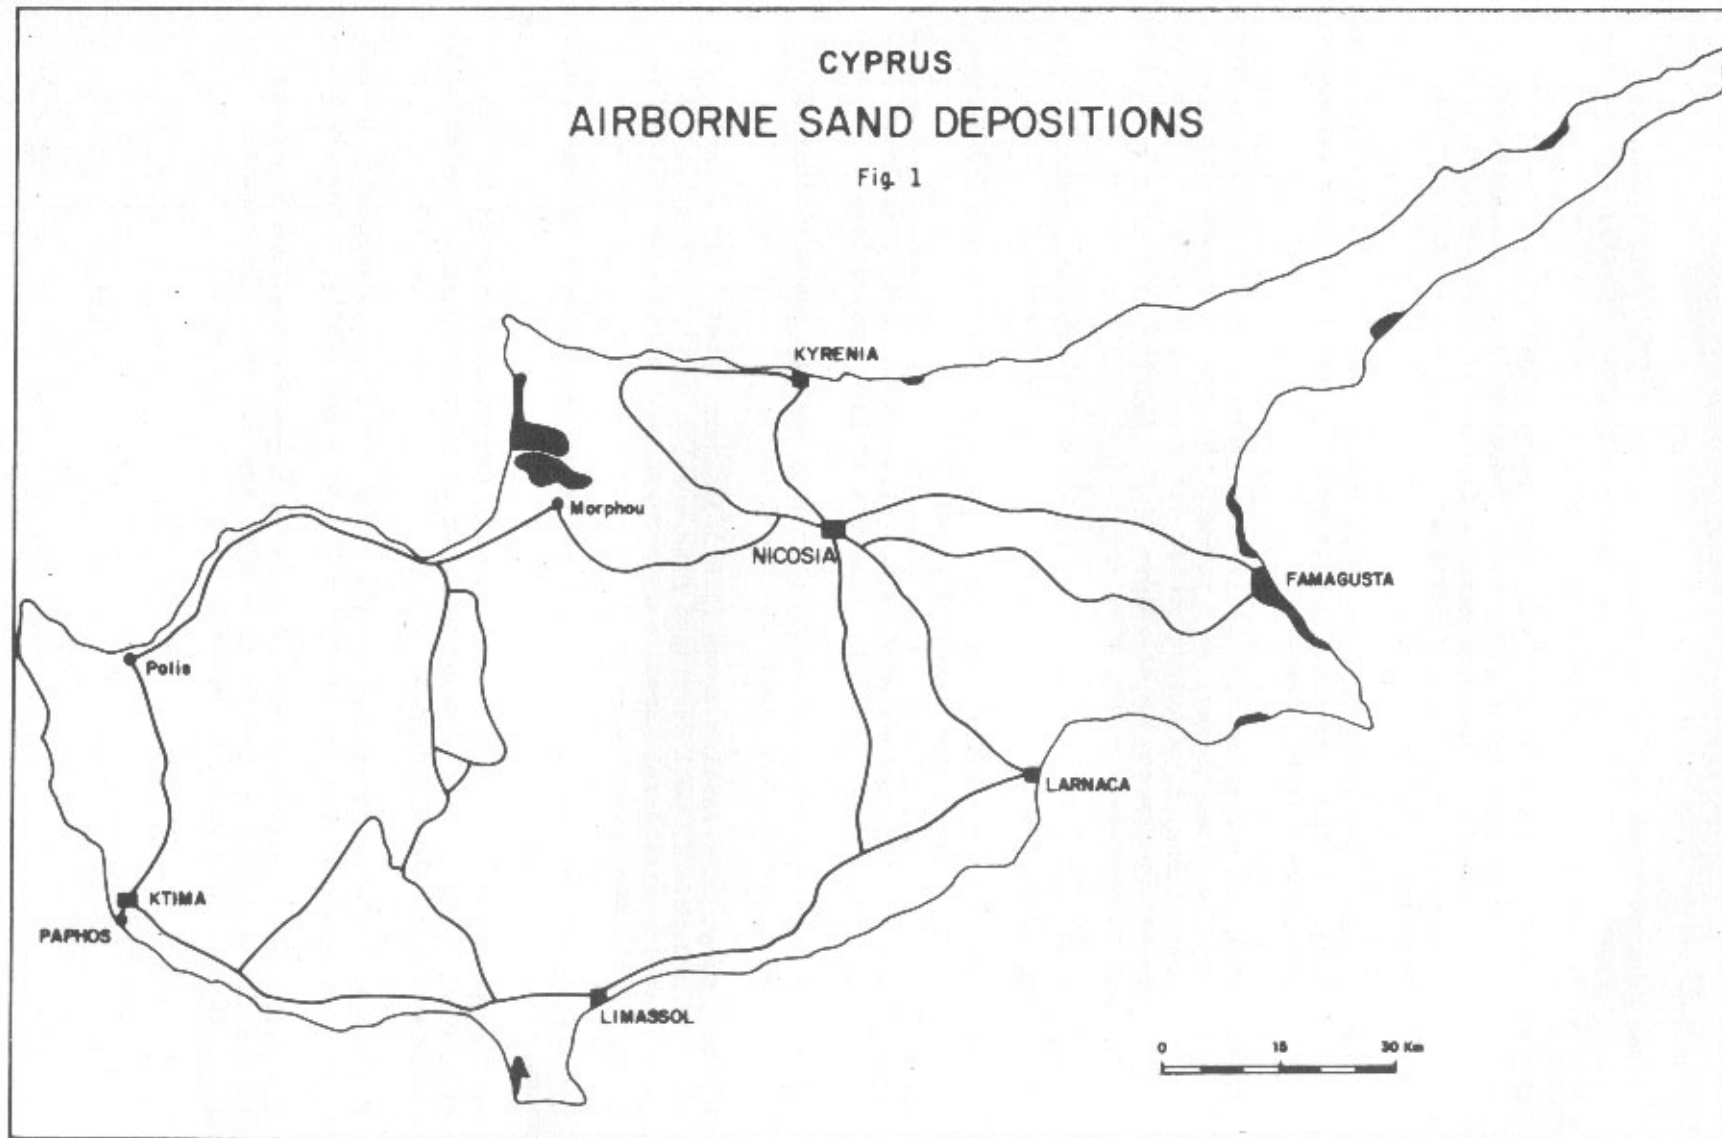 CYPRUS
AIRBORNE SAND DEPOSITIONS
Fig. 1
KYRENIA
Morphou
NICOSIA
FAMAGUSTA
Polis
LARNACA
KTIMA
PAPHOS
LIMASSOL
0 15 30 Km